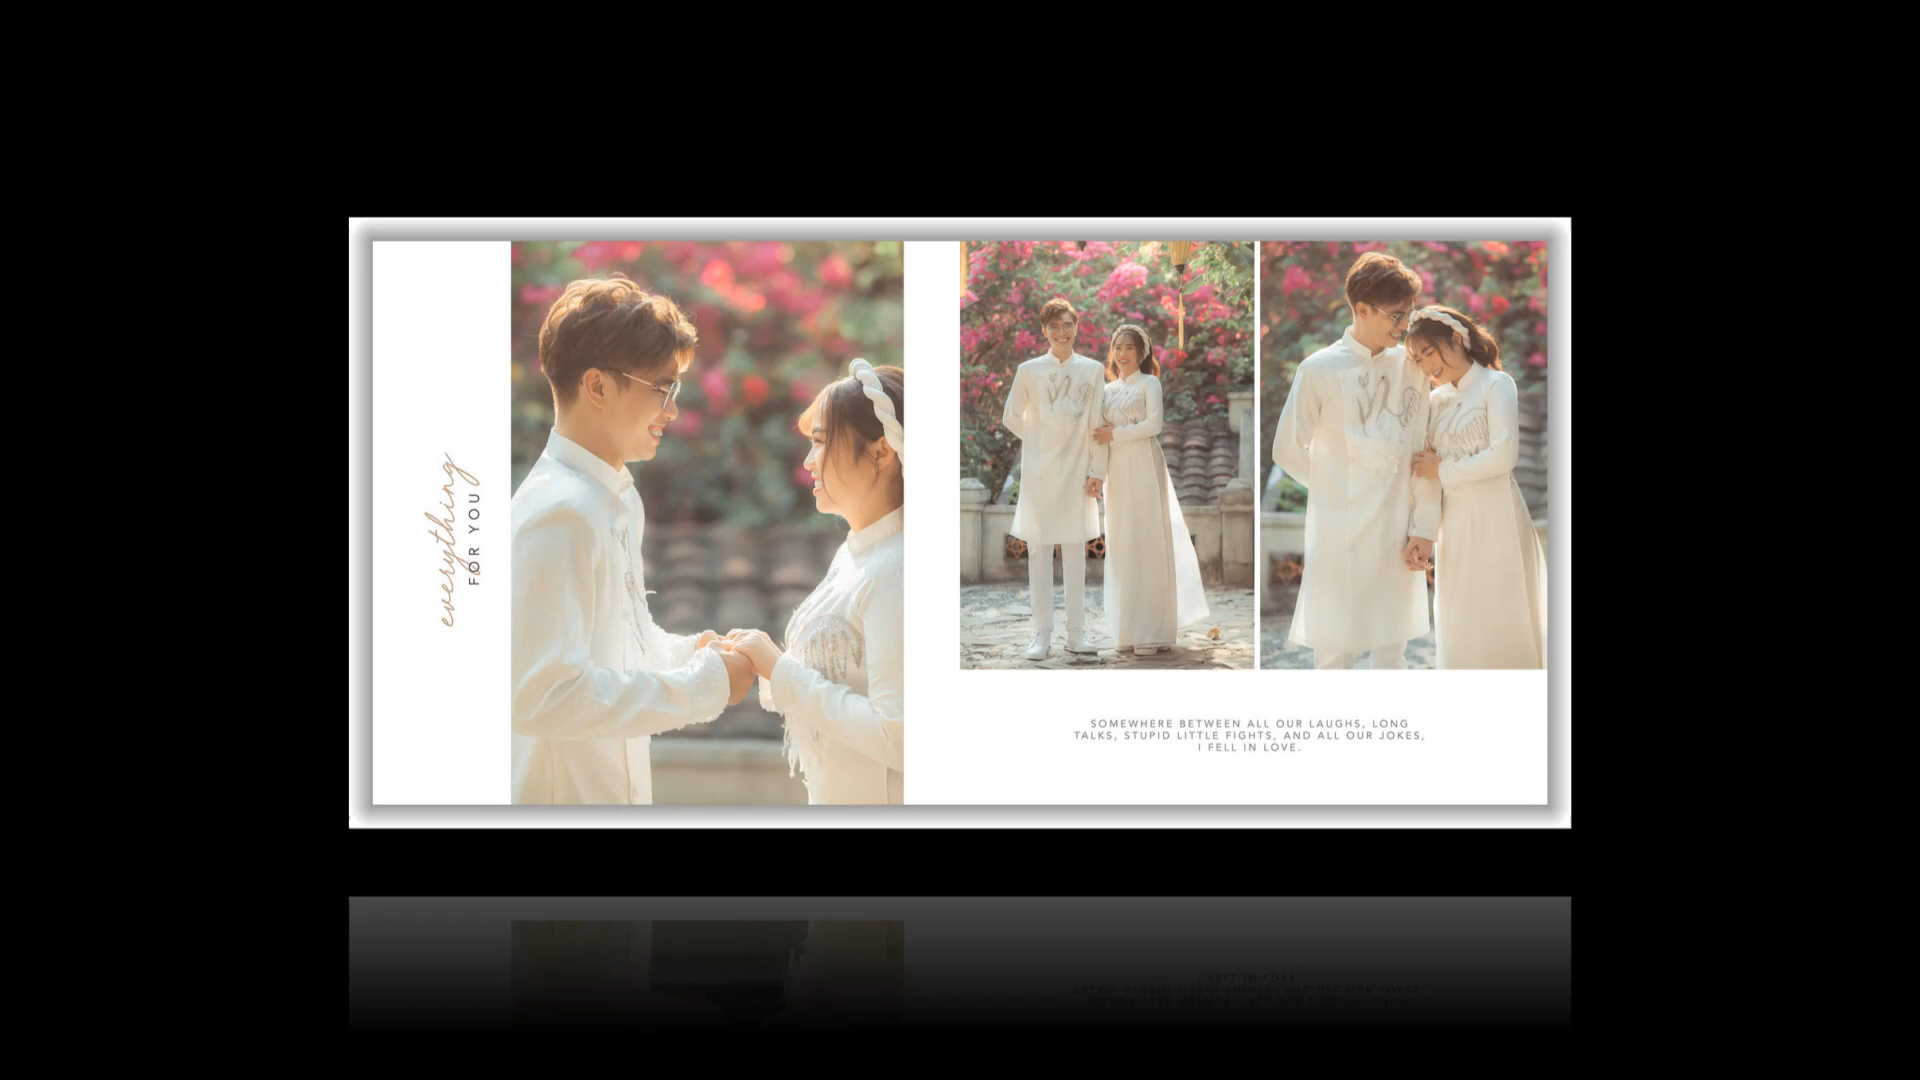 everything
FOR YOU
SOMEWHERE BETWEEN ALL OUR LAUGHS, LONG
TALKS, STUPID LITTLE FIGHTS, AND ALL OUR JOKES,
I FELL IN LOVE.